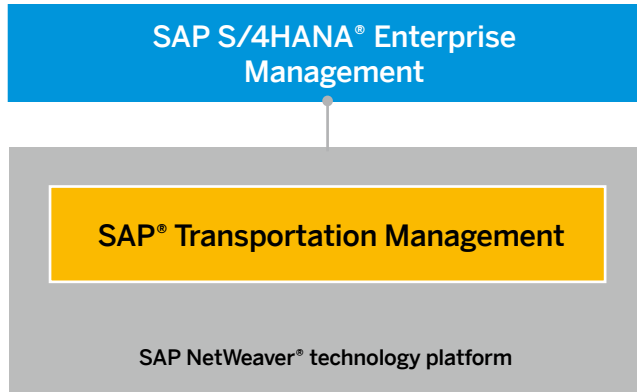 SAP S/4HANA® Enterprise
Management
SAP® Transportation Management
SAP NetWeaver® technology platform